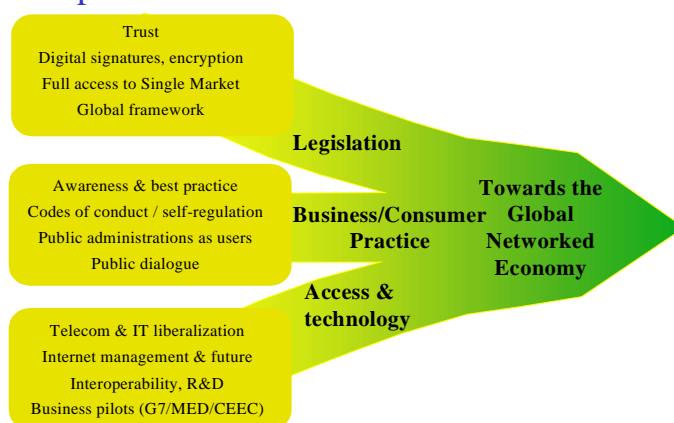 Trust
Digital signatures, encryption
Full access to Single Market
Global framework
Legislation
Awareness & best practice
Codes of conduct / self-regulation
Public administrations as users
Public dialogue
Business/Consumer
Practice
Towards the
Global
Networked
Economy
Access &
technology
Telecom & IT liberalization
Internet management & future
Interoperability, R&D
Business pilots (G7/MED/CEEC)